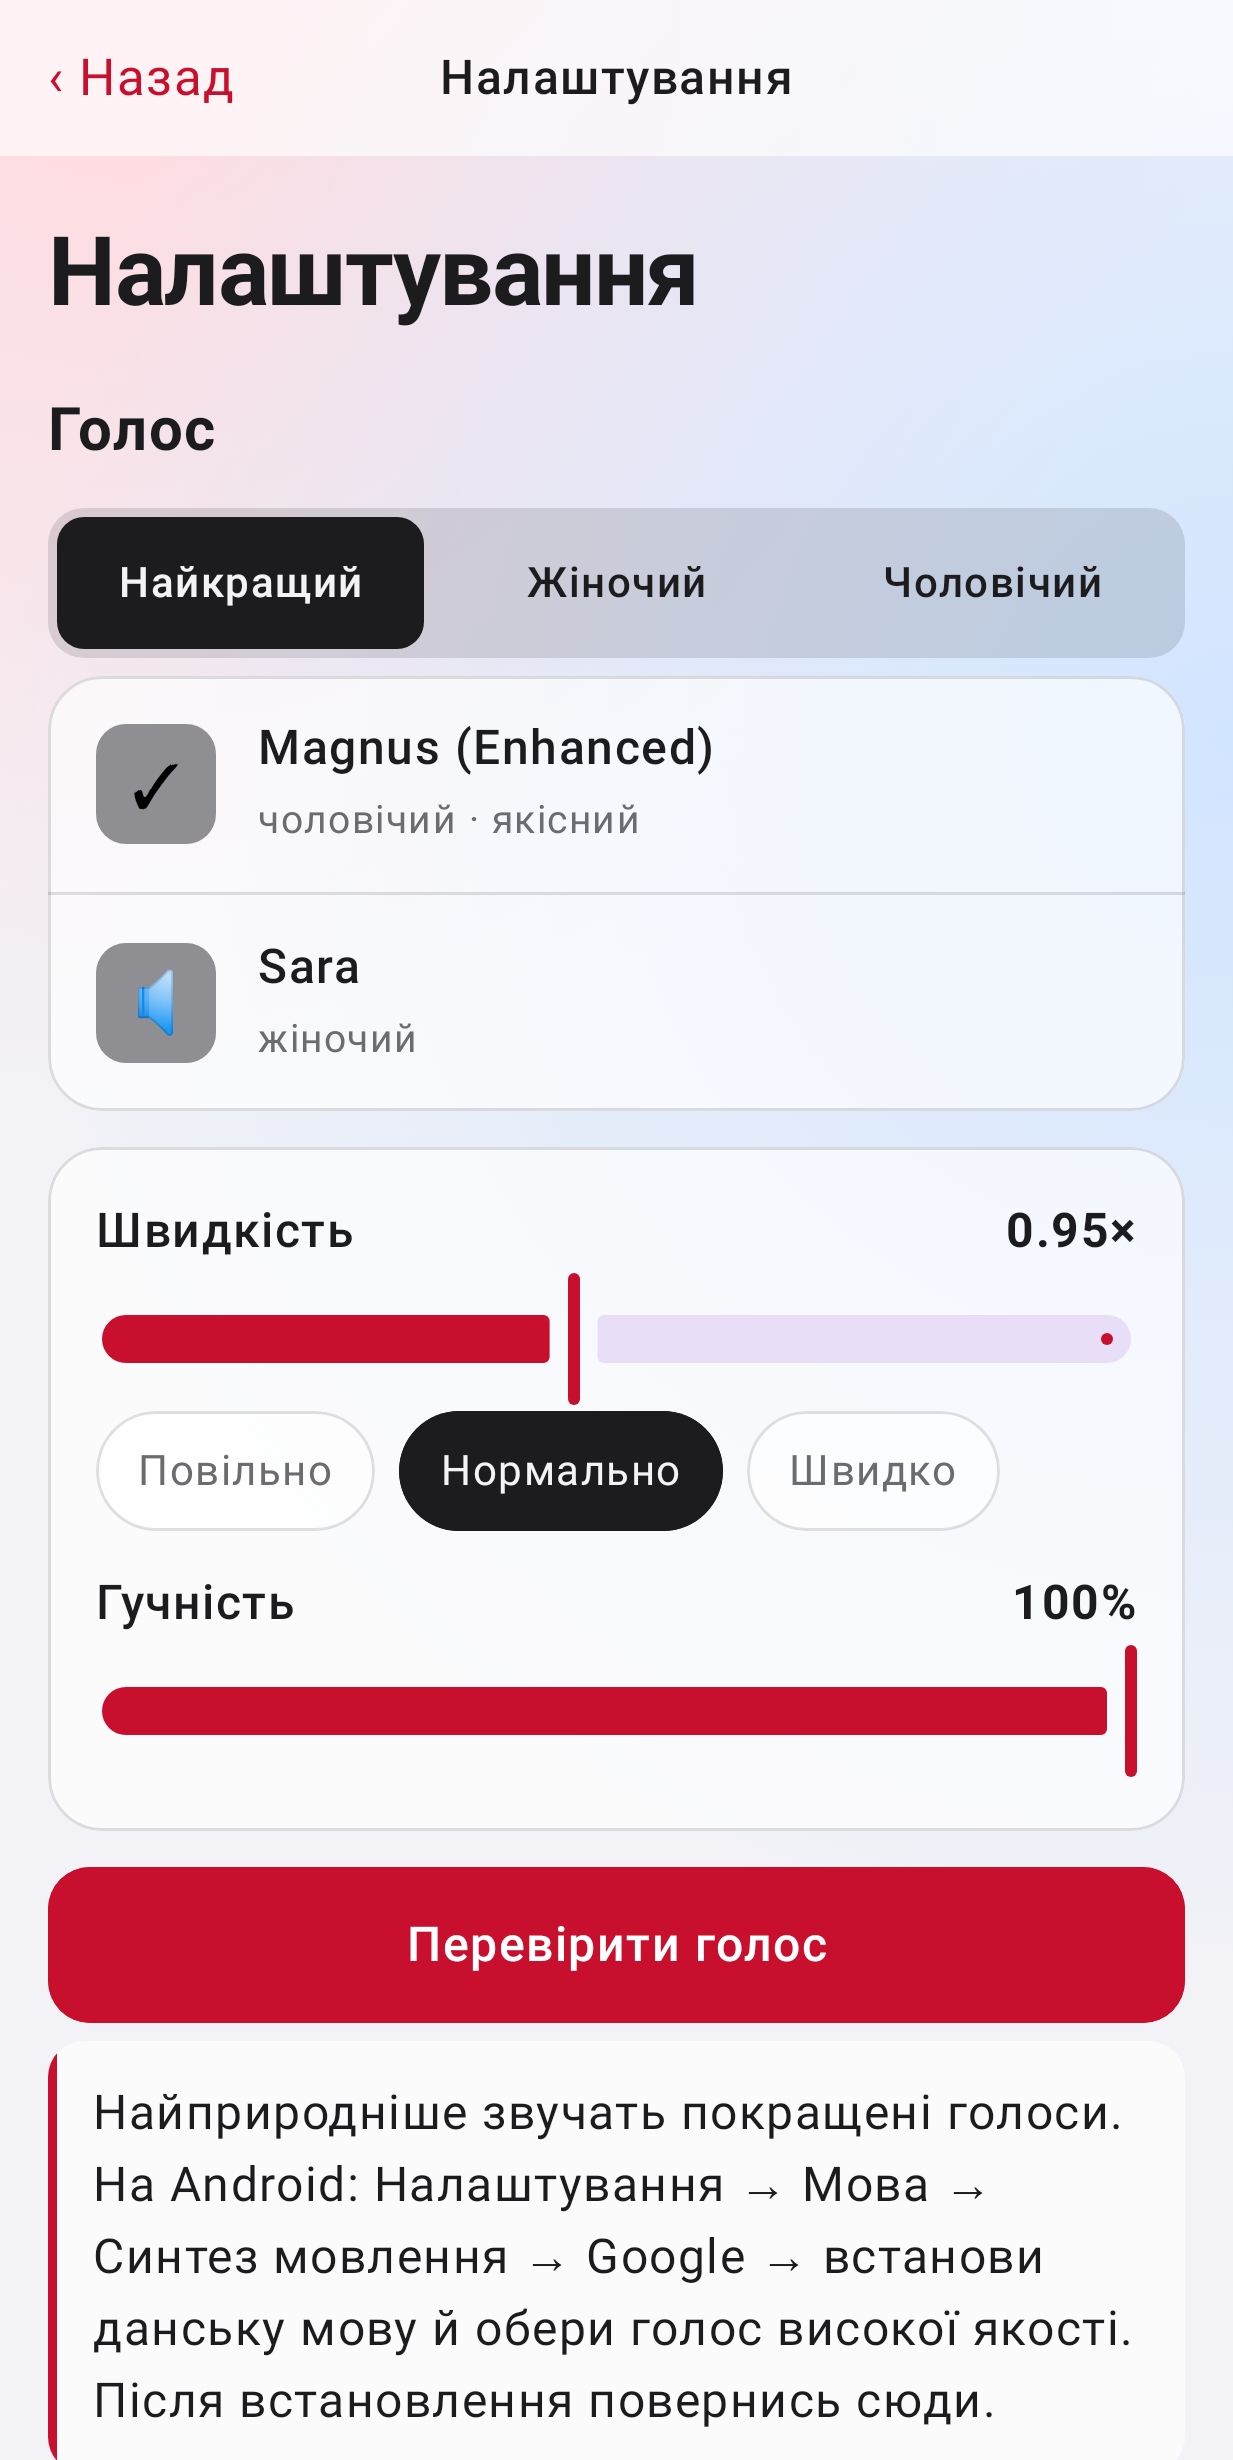 ‹ Назад
Налаштування
Налаштування
Голос
Найкращий
Жіночий
Чоловічий
✓
Magnus (Enhanced)
чоловічий · якісний
Sara
жіночий
Швидкість
0.95×
Повільно
Нормально
Швидко
Гучність
100%
Перевірити голос
Найприродніше звучать покращені голоси.
На Android: Налаштування → Мова →
Синтез мовлення → Google → встанови
данську мову й обери голос високої якості.
Після встановлення повернись сюди.